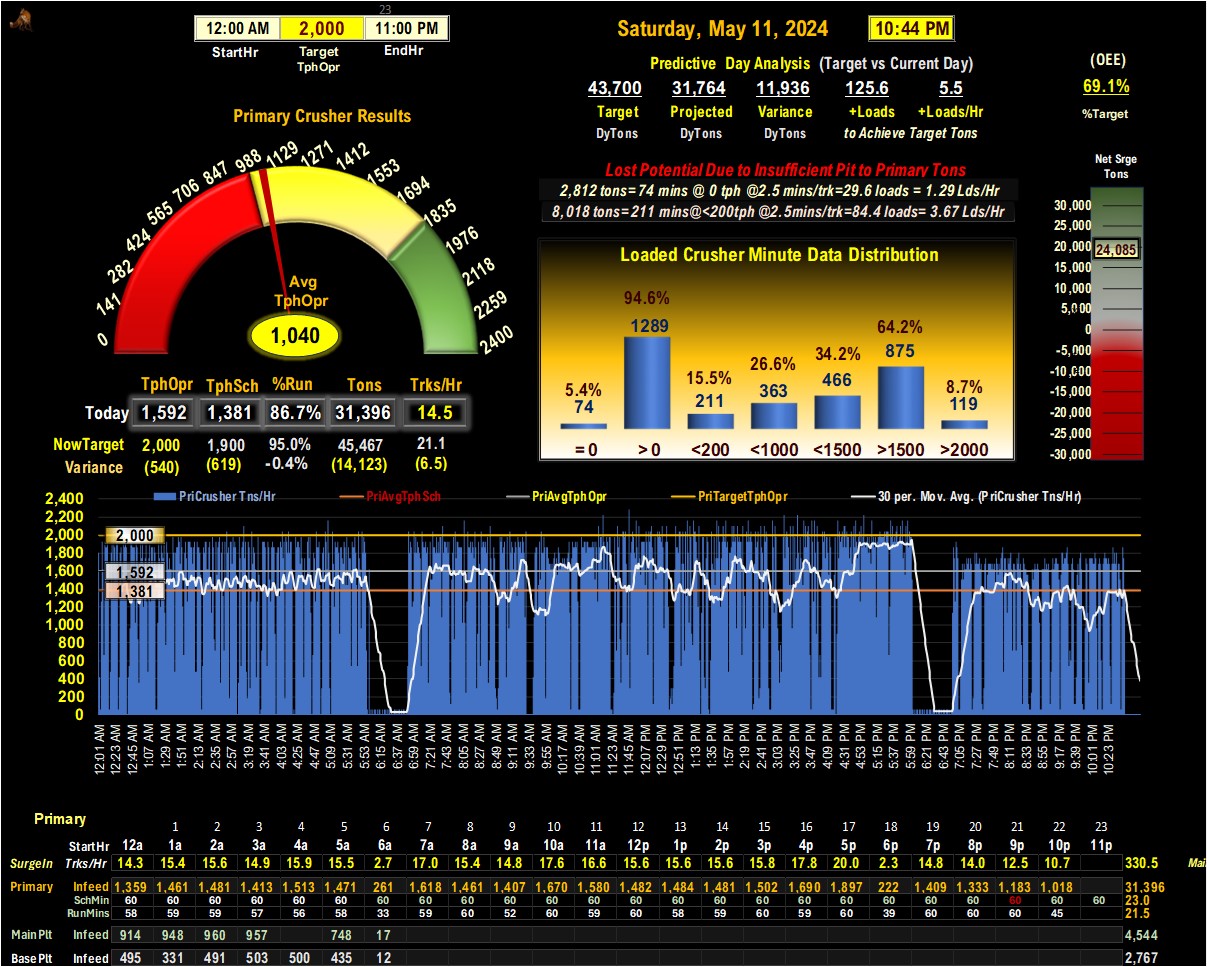 23
12:00 AM 2,000 11:00 PM
StartHr Target TphOpr EndHr
Saturday, May 11, 2024 10:44 PM
Predictive Day Analysis (Target vs Current Day)
43,700 31,764 11,936 125.6 5.5
Target Projected Variance +Loads +Loads/Hr
DyTons DyTons DyTons to Achieve Target Tons
(OEE)
69.1%
%Target
Primary Crusher Results
0 141 282 424 565 706 847 988 1129 1271 1412 1553 1694 1835 1976 2118 2259 2400
Avg
TphOpr
1,040
Lost Potential Due to Insufficient Pit to Primary Tons
2,812 tons=74 mins @ 0 tph @2.5 mins/trk=29.6 loads = 1.29 Lds/Hr
8,018 tons=211 mins@<200tph @2.5mins/trk=84.4 loads= 3.67 Lds/Hr
Net Srge
Tons
30,000
25,000
20,000
24,085
15,000
10,000
5,000
0
-5,000
-10,000
-15,000
-20,000
-25,000
-30,000
Loaded Crusher Minute Data Distribution
5.4% 94.6% 15.5% 26.6% 34.2% 64.2% 8.7%
74 1289 211 363 466 875 119
=0 >0 <200 <1000 <1500 >1500 >2000
TphOpr TphSch %Run Tons Trks/Hr
Today 1,592 1,381 86.7% 31,396 14.5
NowTarget 2,000 1,900 95.0% 45,467 21.1
Variance (540) (619) -0.4% (14,123) (6.5)
PriCrusher Tns/Hr PriAvgTphSch PriAvgTphOpr PriTargetTphOpr 30 per. Mov. Avg. (PriCrusher Tns/Hr)
2,400
2,200
2,000
1,800
1,600
1,400
1,200
1,000
800
600
400
200
0
2,000
1,592
1,381
12:01 AM 12:23 AM 12:45 AM 1:07 AM 1:29 AM 1:51 AM 2:13 AM 2:35 AM 2:57 AM 3:19 AM 3:41 AM 4:03 AM 4:25 AM 4:47 AM 5:09 AM 5:31 AM 5:53 AM 6:15 AM 6:37 AM 6:59 AM 7:21 AM 7:43 AM 8:05 AM 8:27 AM 8:49 AM 9:11 AM 9:33 AM 9:55 AM 10:17 AM 10:39 AM 11:01 AM 11:23 AM 11:45 AM 12:07 PM 12:29 PM 12:51 PM 1:13 PM 1:35 PM 1:57 PM 2:19 PM 2:41 PM 3:03 PM 3:25 PM 3:47 PM 4:09 PM 4:31 PM 4:53 PM 5:15 PM 5:37 PM 5:59 PM 6:21 PM 6:43 PM 7:05 PM 7:27 PM 7:49 PM 8:11 PM 8:33 PM 8:55 PM 9:17 PM 9:39 PM 10:01 PM 10:23 PM
Primary
1 2 3 4 5 6 7 8 9 10 11 12 13 14 15 16 17 18 19 20 21 22 23
StartHr 12a 1a 2a 3a 4a 5a 6a 7a 8a 9a 10a 11a 12p 1p 2p 3p 4p 5p 6p 7p 8p 9p 10p 11p
SurgeIn Trks/Hr 14.3 15.4 15.6 14.9 15.9 15.5 2.7 17.0 15.4 14.8 17.6 16.6 15.6 15.6 15.6 15.8 17.8 20.0 2.3 14.8 14.0 12.5 10.7 330.5 Mai
Primary Infeed 1,359 1,461 1,481 1,413 1,513 1,471 261 1,618 1,461 1,407 1,670 1,580 1,482 1,484 1,481 1,502 1,690 1,897 222 1,409 1,333 1,183 1,018 31,396
SchMin 60 60 60 60 60 60 60 60 60 60 60 60 60 60 60 60 60 60 60 60 60 60 60 60 23.0
RunMins 58 59 59 57 56 58 33 59 60 52 60 59 60 58 59 60 59 60 39 60 60 60 45 21.5
MainPlt Infeed 914 948 960 957 748 17 4,544
BasePlt Infeed 495 331 491 503 500 435 12 2,767